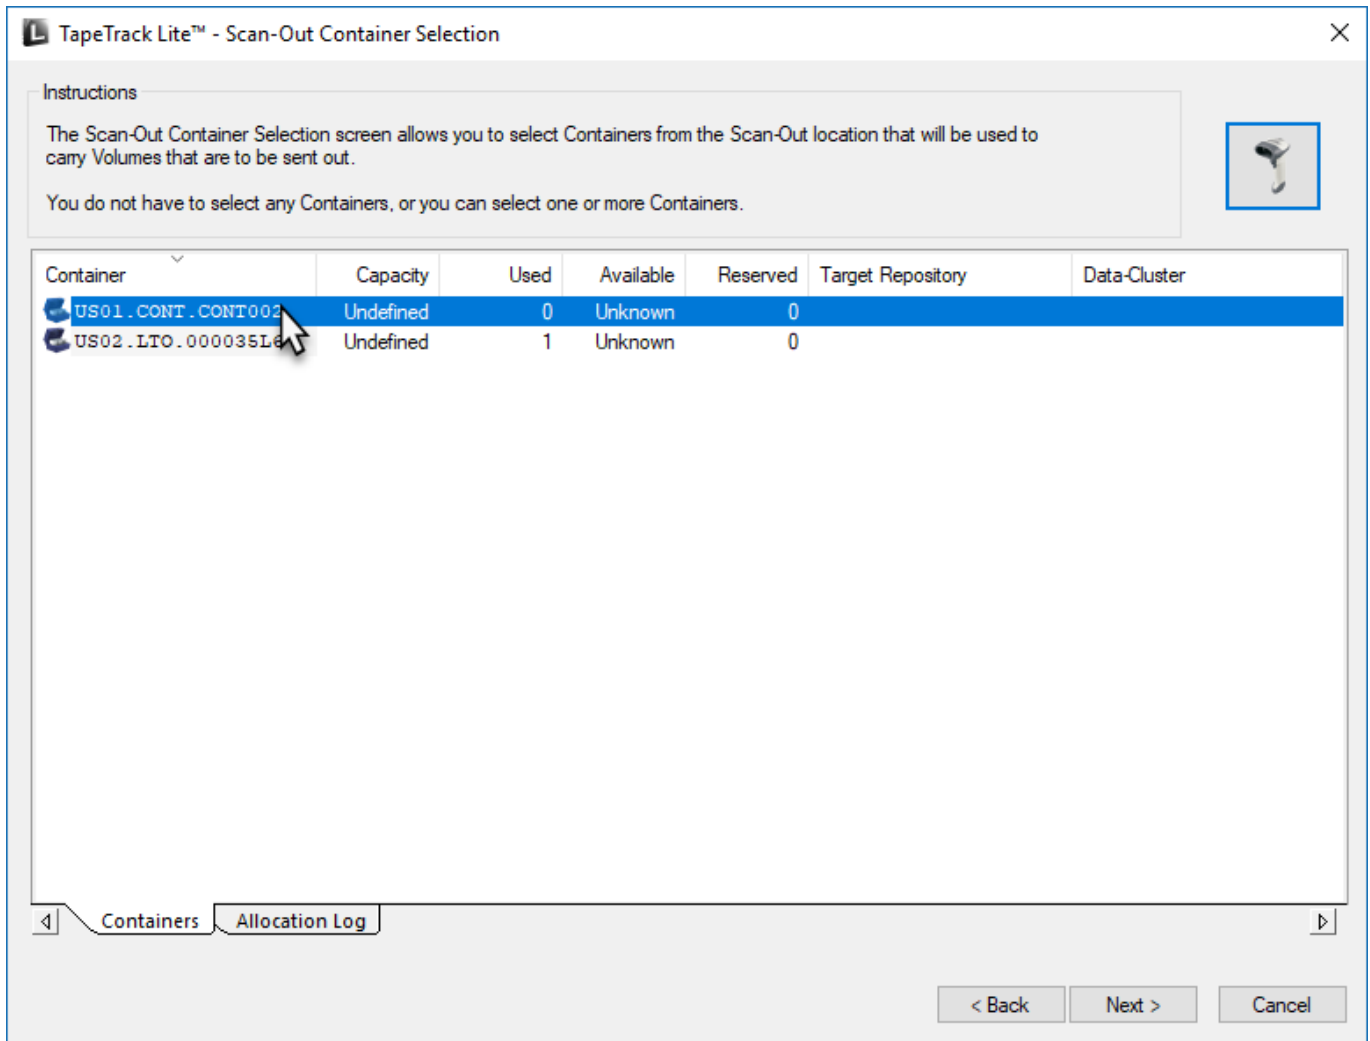 TapeTrack Lite™ - Scan-Out Container Selection
Instructions
The Scan-Out Container Selection screen allows you to select Containers from the Scan-Out location that will be used to
carry Volumes that are to be sent out.
You do not have to select any Containers, or you can select one or more Containers.
Container Capacity Used Available Reserved Target Repository Data-Cluster
US01.CONT.CONT002 Undefined 0 Unknown 0
Undefined 1 Unknown 0
Containers Allocation Log
< Back Next > Cancel